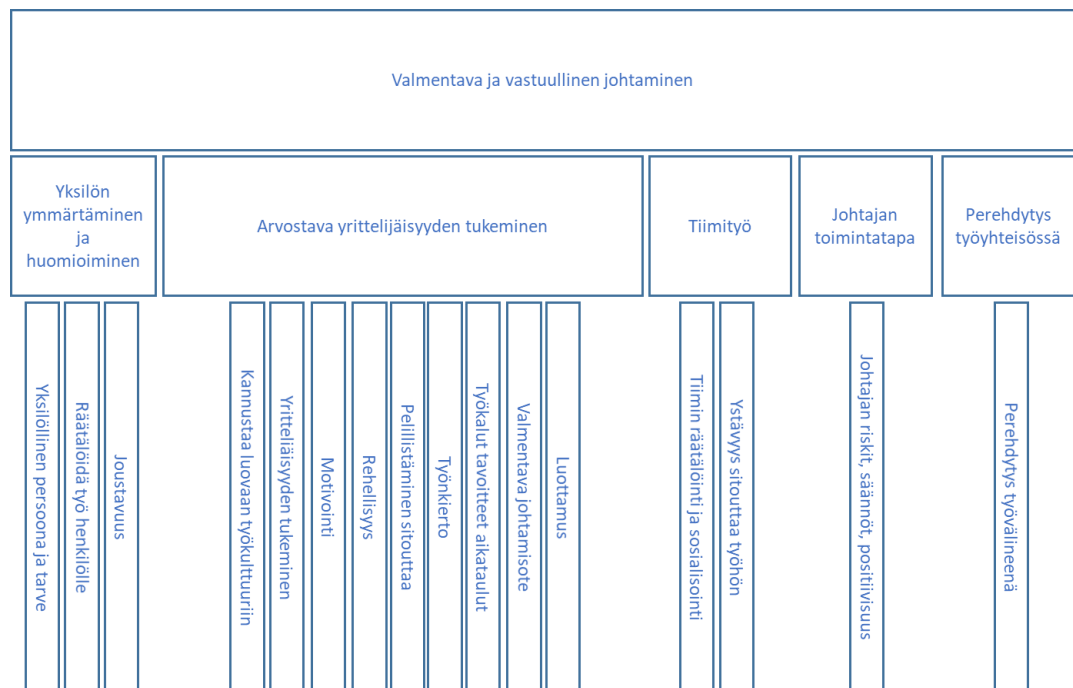 Valmentava ja vastuullinen johtaminen
Yksilön
ymmärtäminen
ja
huomioiminen
Arvostava yrittelijäisyyden tukeminen
Tiimityö
Johtajan
toimintatapa
Perehdytys
työyhteisössä
Yksilöllinen persoona ja tarve
Räätälöidä työ henkilölle
Joustavuus
Kannustaa luovaan työkulttuuriin
Yritteliäisyyden tukeminen
Motivointi
Rehellisyys
Pelillistäminen sitouttaa
Työnkierto
Työkalut tavoitteet aikataulut
Valmentava johtamisote
Luottamus
Tiimin räätälöinti ja sosialisointi
Ystävyys sitouttaa työhön
Johtajan riskit, säännöt, positiivisuus
Perehdytys työvälineenä